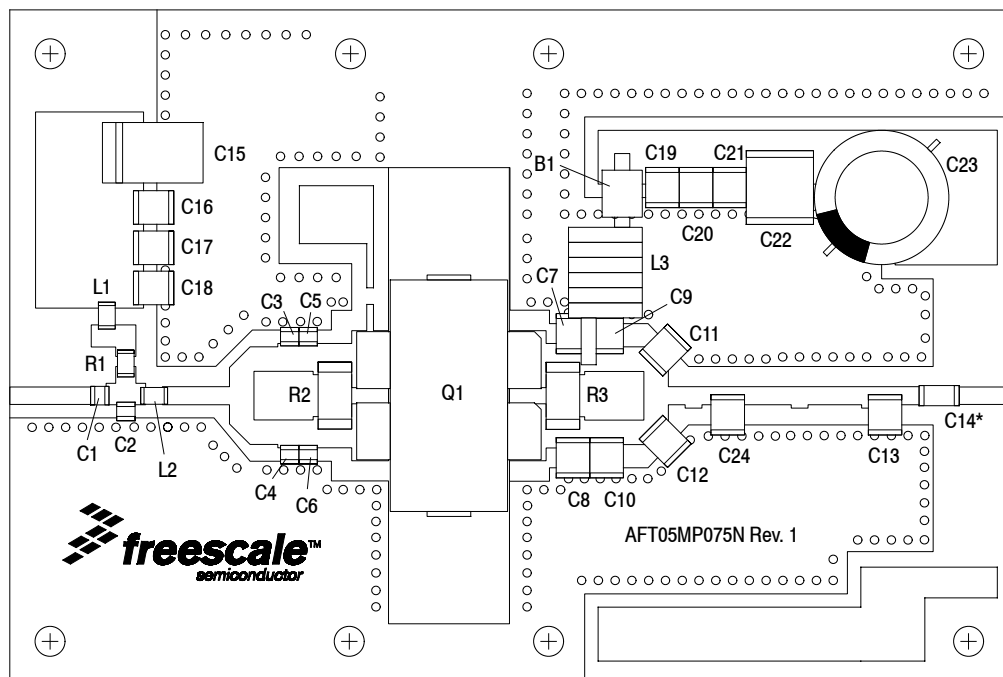 C15
C16
C17
C18
L1
R1
C1
C2
L2
C3 C5
R2
C4
C6
Q1
B1
C19
C21
C20
C22
C23
L3
C7
C9
C11
R3
C8
C10
C12
C24
C13
C14*
AFT05MP075N Rev. 1
freescale™
semiconductor